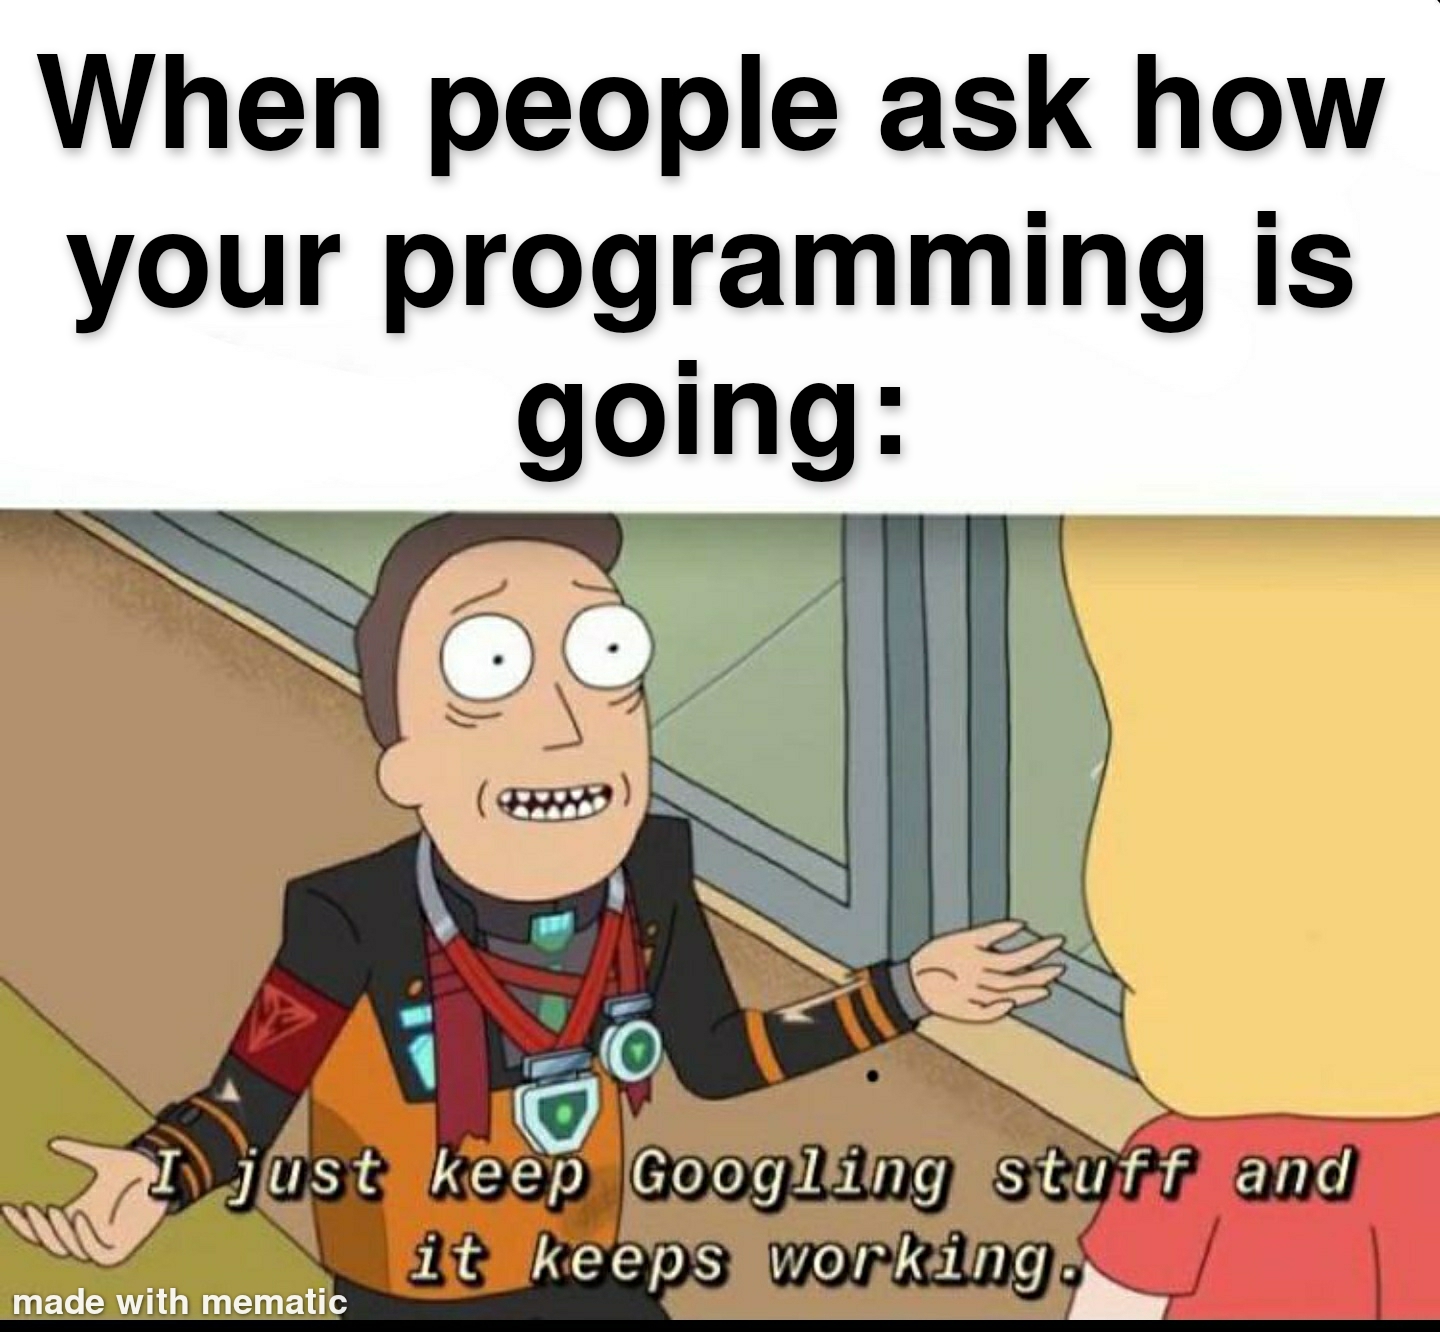 When people ask how
your programming is
going:
I just keep Googling stuff and
it keeps working.
made with mematic